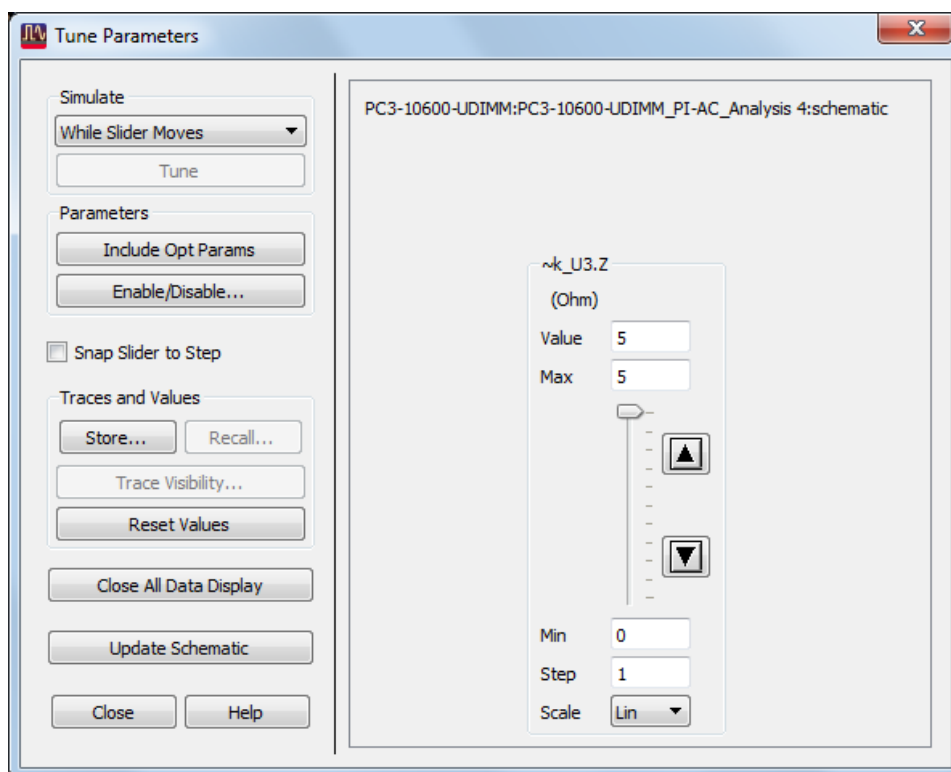 Tune Parameters
Simulate
While Slider Moves
Tune
Parameters
Include Opt Params
Enable/Disable...
Snap Slider to Step
Traces and Values
Store... Recall...
Trace Visibility...
Reset Values
Close All Data Display
Update Schematic
Close Help
PC3-10600-UDIMM:PC3-10600-UDIMM_PI-AC_Analysis 4:schematic
~k_U3.Z
(Ohm)
Value 5
Max 5
Min 0
Step 1
Scale Lin